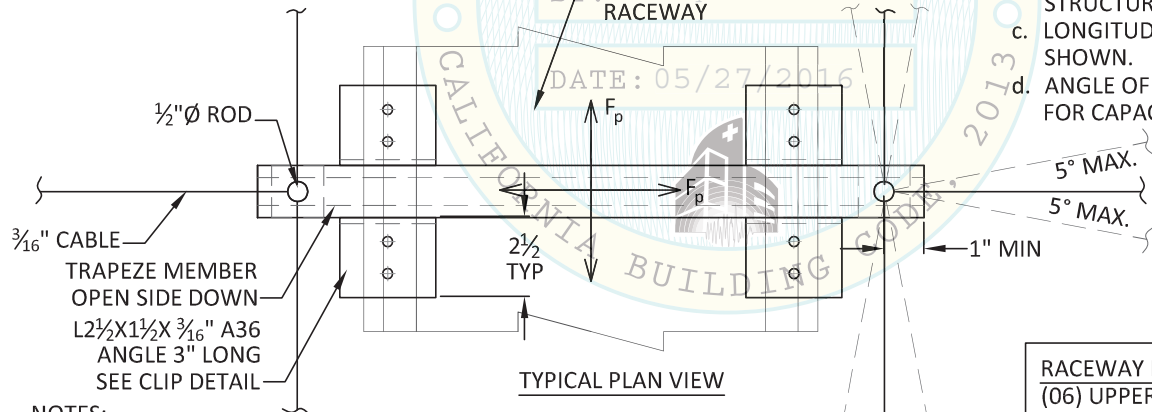 RACEWAY
STRUCTUR
c. LONGITUD
SHOWN.
d. ANGLE OF
FOR CAPAC
DATE: 05/27/2016
CALIFORNIA BUILDING CODE, 2013
½"Ø ROD
Fp
Fp
5° MAX.
5° MAX.
3/16" CABLE
2½
TYP
1" MIN
TRAPEZE MEMBER
OPEN SIDE DOWN
L2½X1½X 3/16" A36
ANGLE 3" LONG
SEE CLIP DETAIL
TYPICAL PLAN VIEW
RACEWAY
(06) UPPER
NOTES: